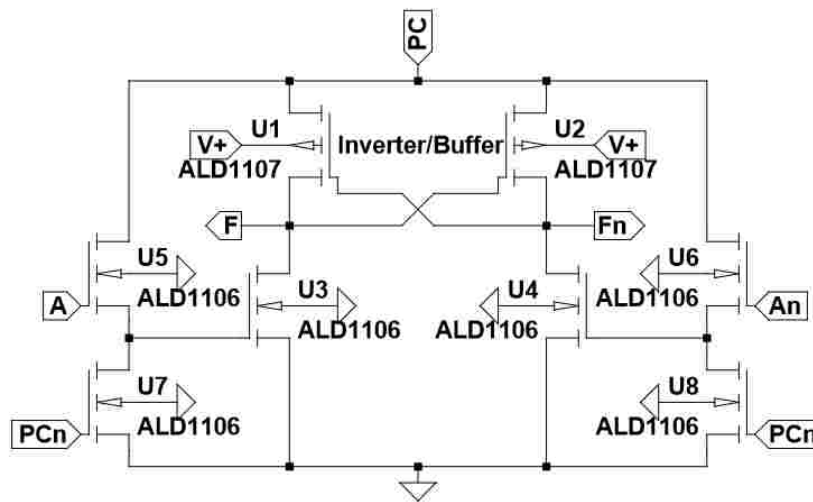 PC
U1 U2
V+ Inverter/Buffer V+
ALD1107 ALD1107
F Fn
U5 U6
A ALD1106 U3 U4 ALD1106 An
ALD1106 ALD1106
U7 U8
PCn ALD1106 ALD1106 PCn